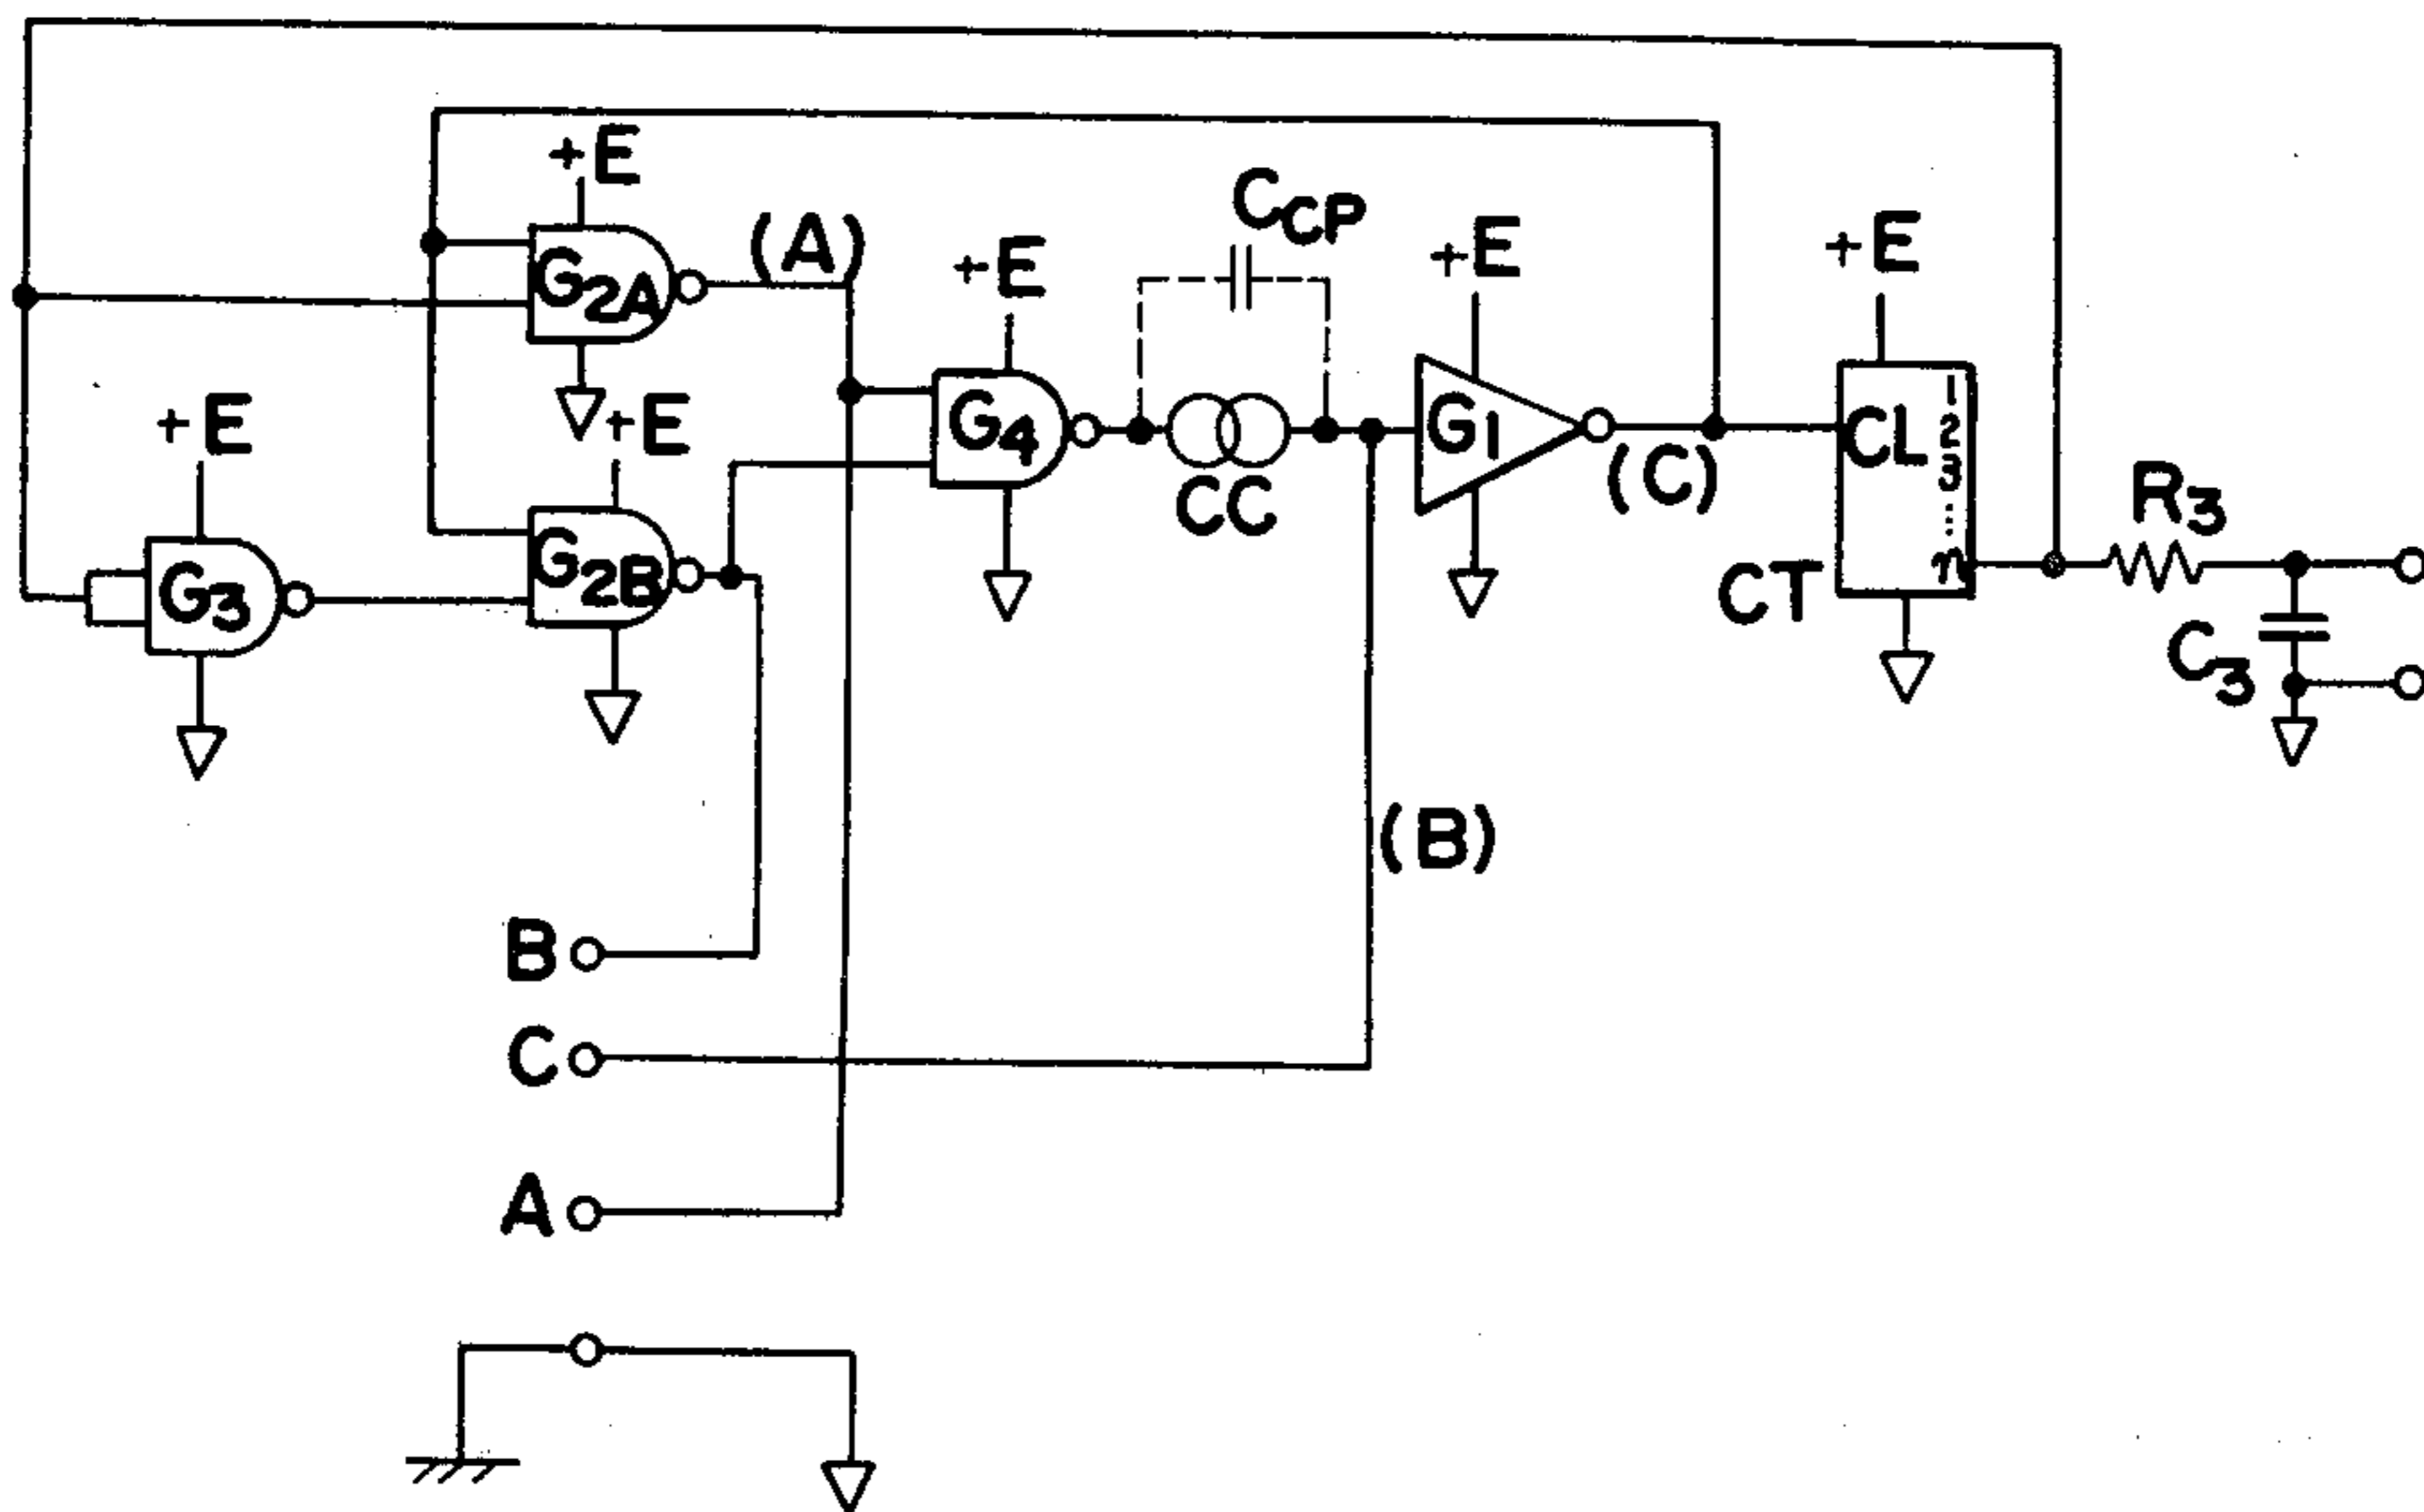 +E
(A)
C_CP
+E
+E
+E
G2A
+E
+E
G4
G1
CL
1
2
3
⋮
n
CC
(C)
R3
G3
G2B
CT
C3
(B)
B
C
A